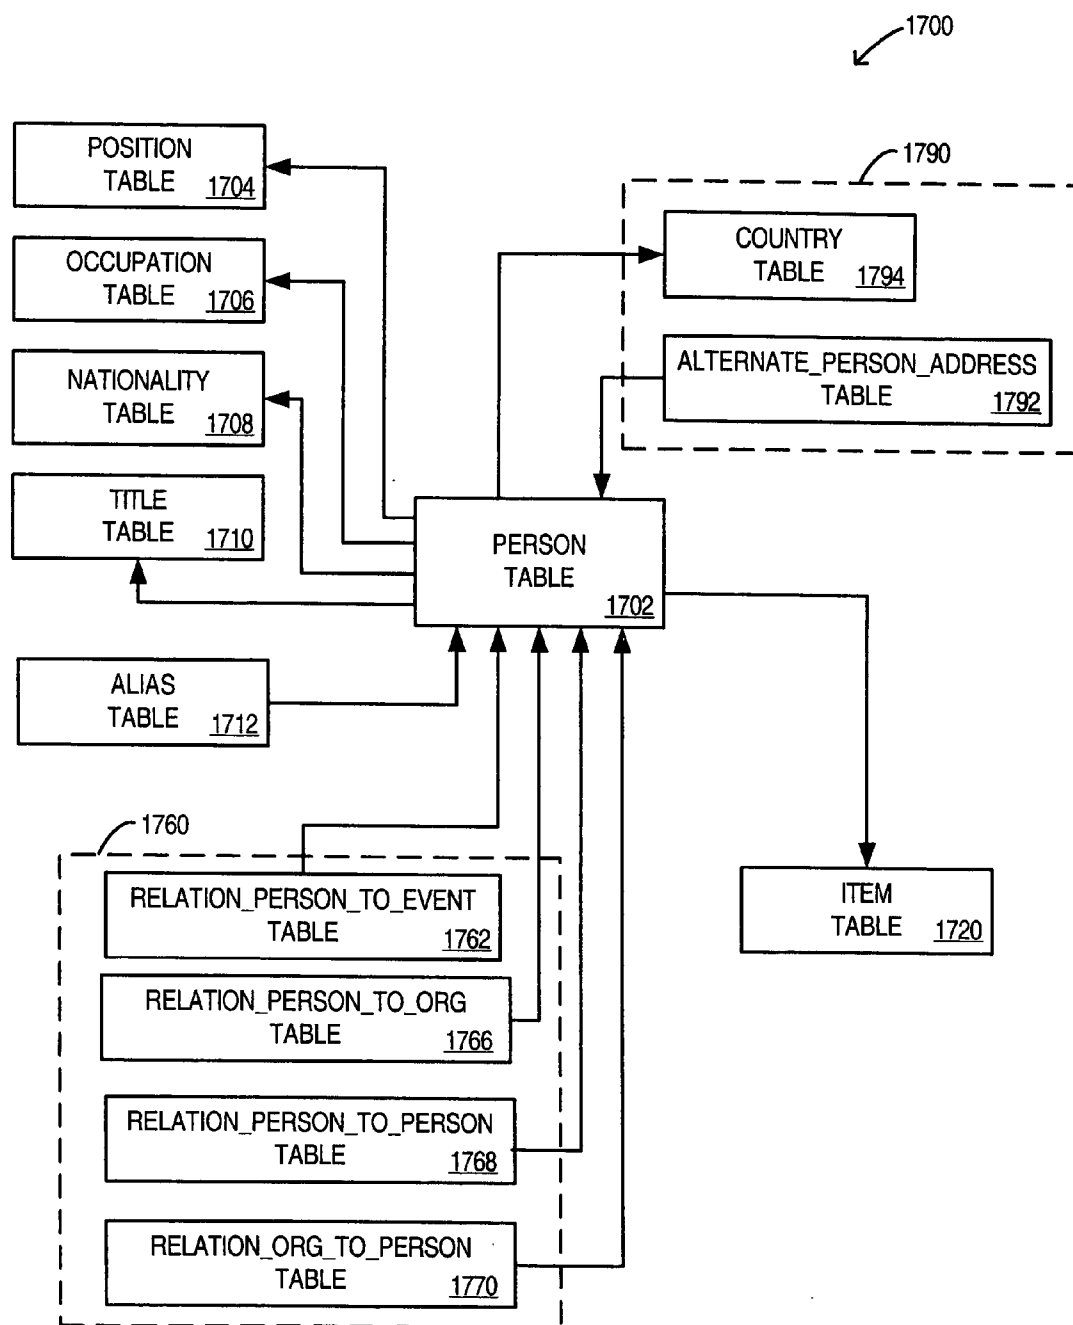 1700
POSITION
TABLE 1704
1790
COUNTRY
TABLE 1794
OCCUPATION
TABLE 1706
ALTERNATE_PERSON_ADDRESS
TABLE 1792
NATIONALITY
TABLE 1708
TITLE
TABLE 1710
PERSON
TABLE
1702
ALIAS
TABLE 1712
1760
RELATION_PERSON_TO_EVENT
TABLE 1762
ITEM
TABLE 1720
RELATION_PERSON_TO_ORG
TABLE 1766
RELATION_PERSON_TO_PERSON
TABLE 1768
RELATION_ORG_TO_PERSON
TABLE 1770